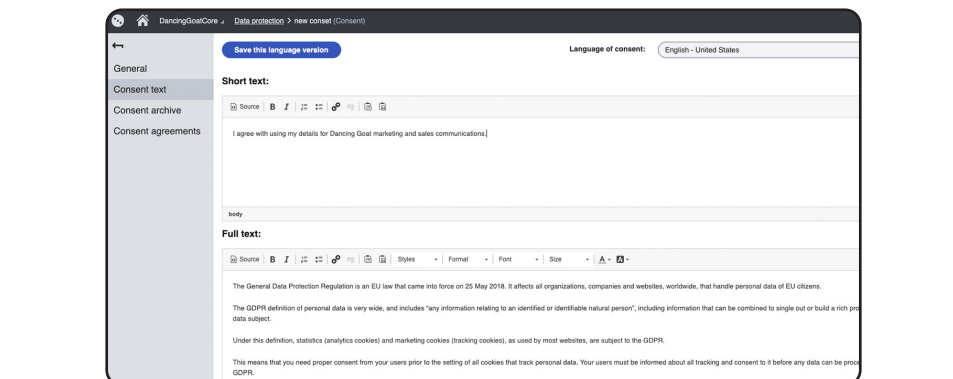 DancingGoatCore Data protection > new conset (Consent)
General
Consent text
Consent archive
Consent agreements
Save this language version
Language of consent: English - United States
Short text:
Source B I
I agree with using my details for Dancing Goat marketing and sales communications.
body
Full text:
Source B I Styles Format Font Size A A
The General Data Protection Regulation is an EU law that came into force on 25 May 2018. It affects all organizations, companies and websites, worldwide, that handle personal data of EU citizens.
The GDPR definition of personal data is very wide, and includes "any information relating to an identified or identifiable natural person", including information that can be combined to single out or build a rich
data subject.
Under this definition, statistics (analytics cookies) and marketing cookies (tracking cookies), as used by most websites, are subject to the GDPR.
This means that you need proper consent from your users prior to the setting of all cookies that track personal data. Your users must be informed about all tracking and consent to it before any data can be
GDPR.